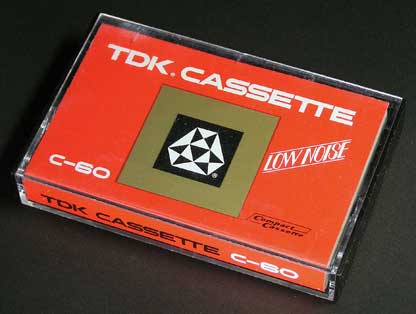 TDK® CASSETTE
LOW NOISE
C-60
®
Compact
Cassette
TDK CASSETTE C-60